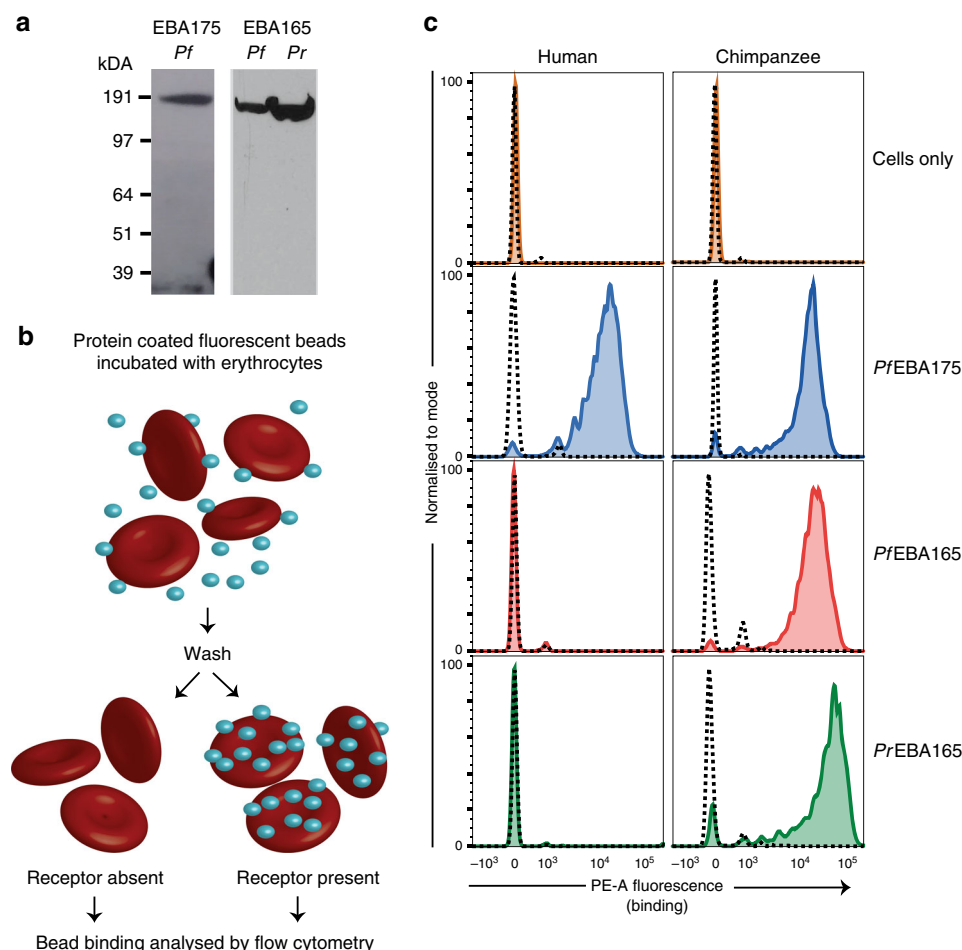 a
EBA175 EBA165
Pf Pf Pr
kDA
191
97
64
51
39
b
Protein coated fluorescent beads
incubated with erythrocytes
Wash
Receptor absent Receptor present
Bead binding analysed by flow cytometry
c
Human Chimpanzee
100
0
Cells only
100
0
PfEBA175
100
0
PfEBA165
100
0
PrEBA165
Normalised to mode
−10³ 0 10³ 10⁴ 10⁵ −10³ 0 10³ 10⁴ 10⁵
PE-A fluorescence
(binding)